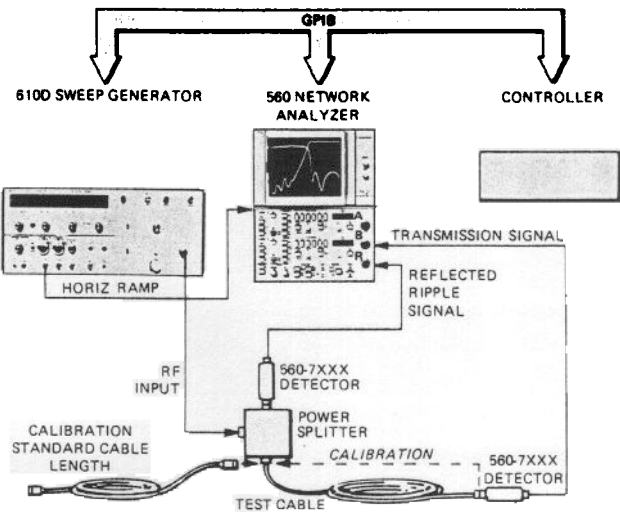 GPIB
610D SWEEP GENERATOR
560 NETWORK
ANALYZER
CONTROLLER
A
B
R
TRANSMISSION SIGNAL
HORIZ RAMP
REFLECTED
RIPPLE
SIGNAL
RF
INPUT
560-7XXX
DETECTOR
POWER
SPLITTER
CALIBRATION
STANDARD CABLE
LENGTH
CALIBRATION
560-7XXX
DETECTOR
TEST CABLE